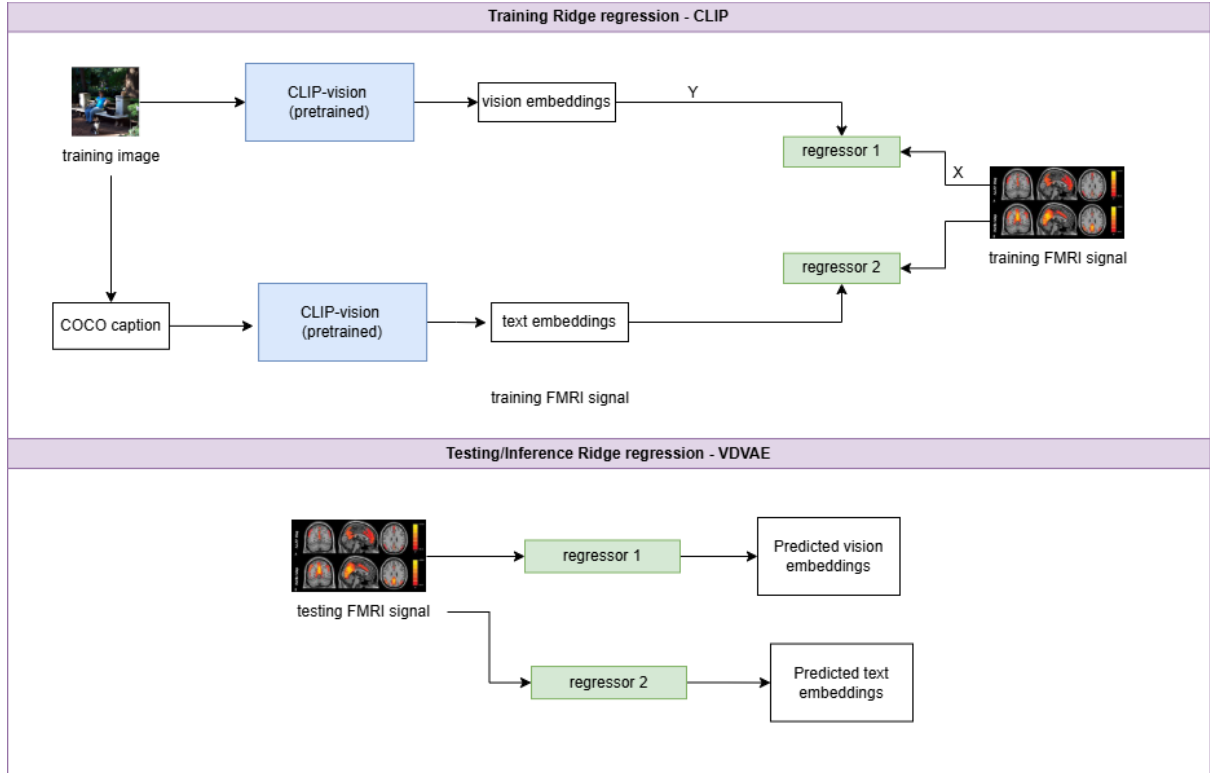 Training Ridge regression - CLIP
CLIP-vision
(pretrained)
vision embeddings
Y
training image
regressor 1
X
training FMRI signal
regressor 2
COCO caption
CLIP-vision
(pretrained)
text embeddings
training FMRI signal
Testing/Inference Ridge regression - VDVAE
testing FMRI signal
regressor 1
Predicted vision
embeddings
regressor 2
Predicted text
embeddings